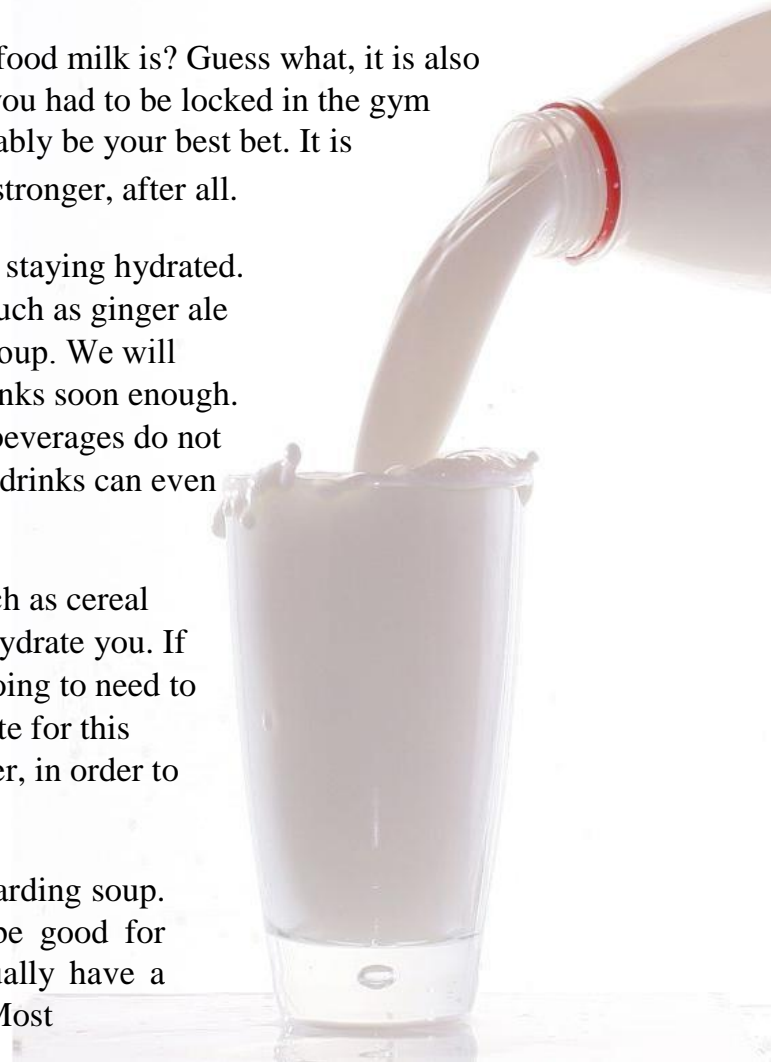 food milk is? Guess what, it is also
you had to be locked in the gym
ably be your best bet. It is
stronger, after all.
staying hydrated.
uch as ginger ale
oup. We will
nks soon enough.
beverages do not
drinks can even
ch as cereal
ydrate you. If
oing to need to
te for this
er, in order to
arding soup.
be good for
ually have a
Most